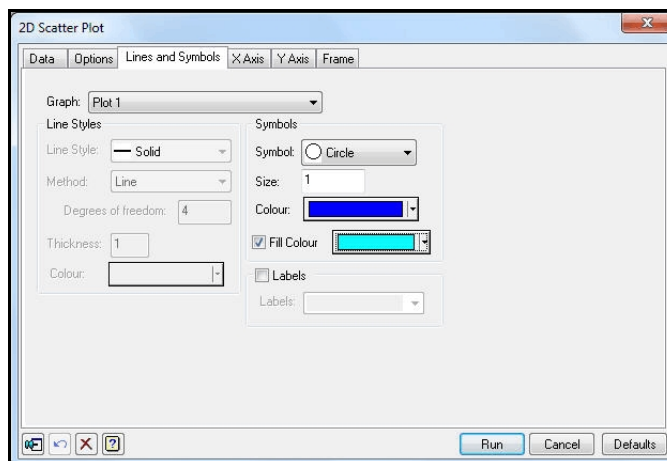 2D Scatter Plot
Data Options Lines and Symbols X Axis Y Axis Frame
Graph: Plot 1
Line Styles
Line Style: Solid
Method: Line
Degrees of freedom: 4
Thickness: 1
Colour:
Symbols
Symbol: Circle
Size: 1
Colour:
Fill Colour
Labels
Labels:
Run Cancel Defaults